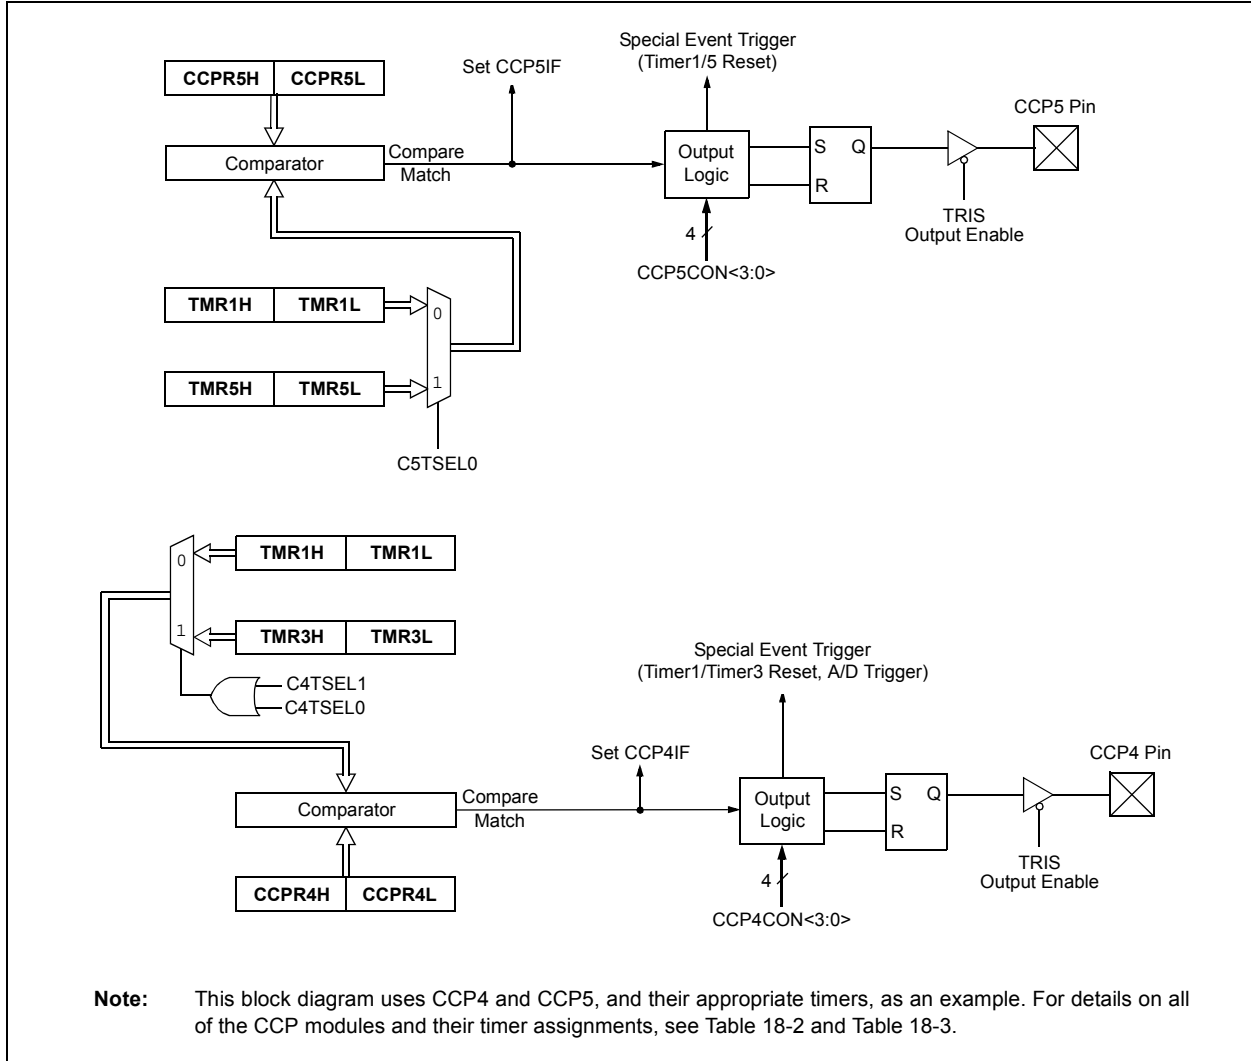 Special Event Trigger
(Timer1/5 Reset)
Set CCP5IF
CCPR5H CCPR5L
CCP5 Pin
Comparator
Compare
Match
Output
Logic
S Q
R
TRIS
Output Enable
4
CCP5CON<3:0>
TMR1H TMR1L
0
TMR5H TMR5L
1
C5TSEL0
0
TMR1H TMR1L
1
TMR3H TMR3L
C4TSEL1
C4TSEL0
Special Event Trigger
(Timer1/Timer3 Reset, A/D Trigger)
Set CCP4IF
CCP4 Pin
Comparator
Compare
Match
Output
Logic
S Q
R
TRIS
Output Enable
4
CCPR4H CCPR4L
CCP4CON<3:0>
Note: This block diagram uses CCP4 and CCP5, and their appropriate timers, as an example. For details on all
of the CCP modules and their timer assignments, see Table 18-2 and Table 18-3.